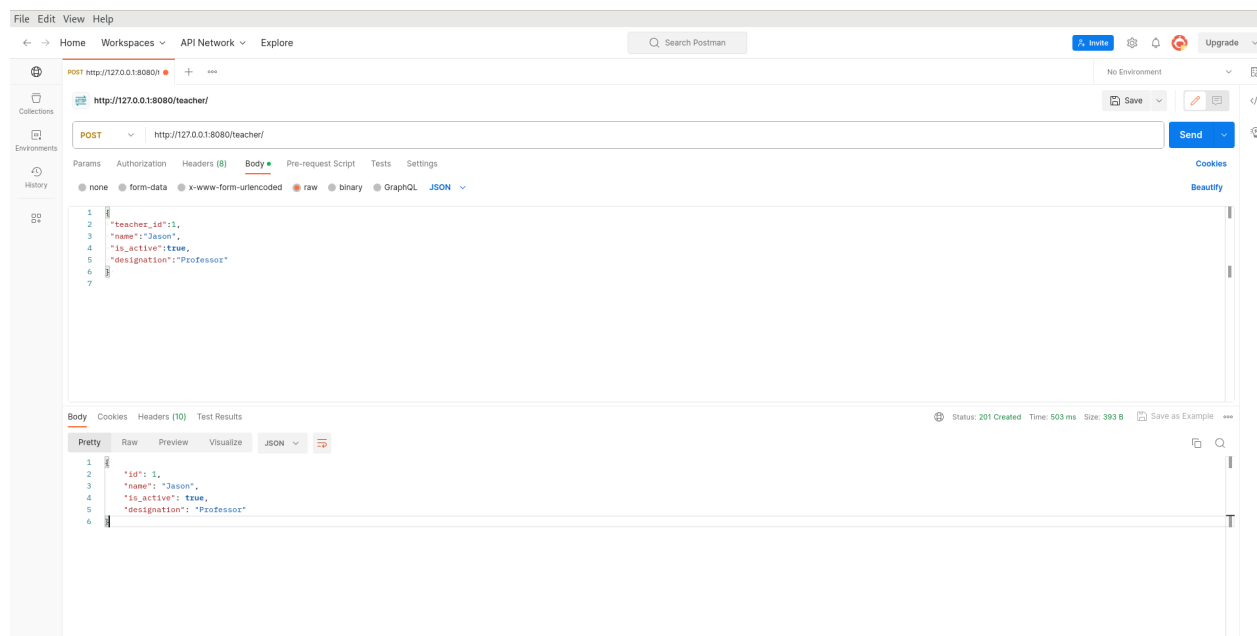 File Edit View Help
Home Workspaces API Network Explore Search Postman Invite Upgrade
POST http://127.0.0.1:8080/t No Environment
http://127.0.0.1:8080/teacher/ Save
Collections
POST http://127.0.0.1:8080/teacher/ Send
Environments
Params Authorization Headers (8) Body Pre-request Script Tests Settings Cookies
History
none form-data x-www-form-urlencoded raw binary GraphQL JSON Beautify
1 {
2 "teacher_id":1,
3 "name":"Jason",
4 "is_active":true,
5 "designation":"Professor"
6 }
7
Body Cookies Headers (10) Test Results Status: 201 Created Time: 503 ms Size: 393 B Save as Example
Pretty Raw Preview Visualize JSON
1 {
2 "id": 1,
3 "name": "Jason",
4 "is_active": true,
5 "designation": "Professor"
6 }